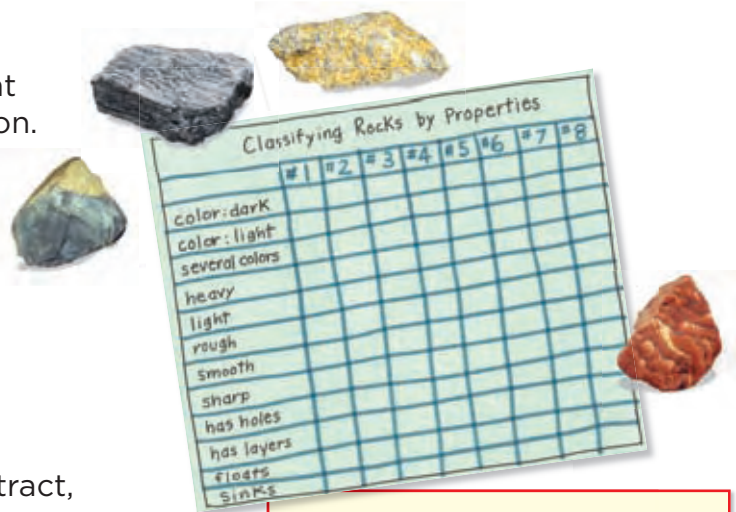 nt
on.
Classifying Rocks by Properties
#1 #2 #3 #4 #5 #6 #7 #8
color: dark
color: light
several colors
heavy
light
rough
smooth
sharp
has holes
has layers
floats
sinks
tract,